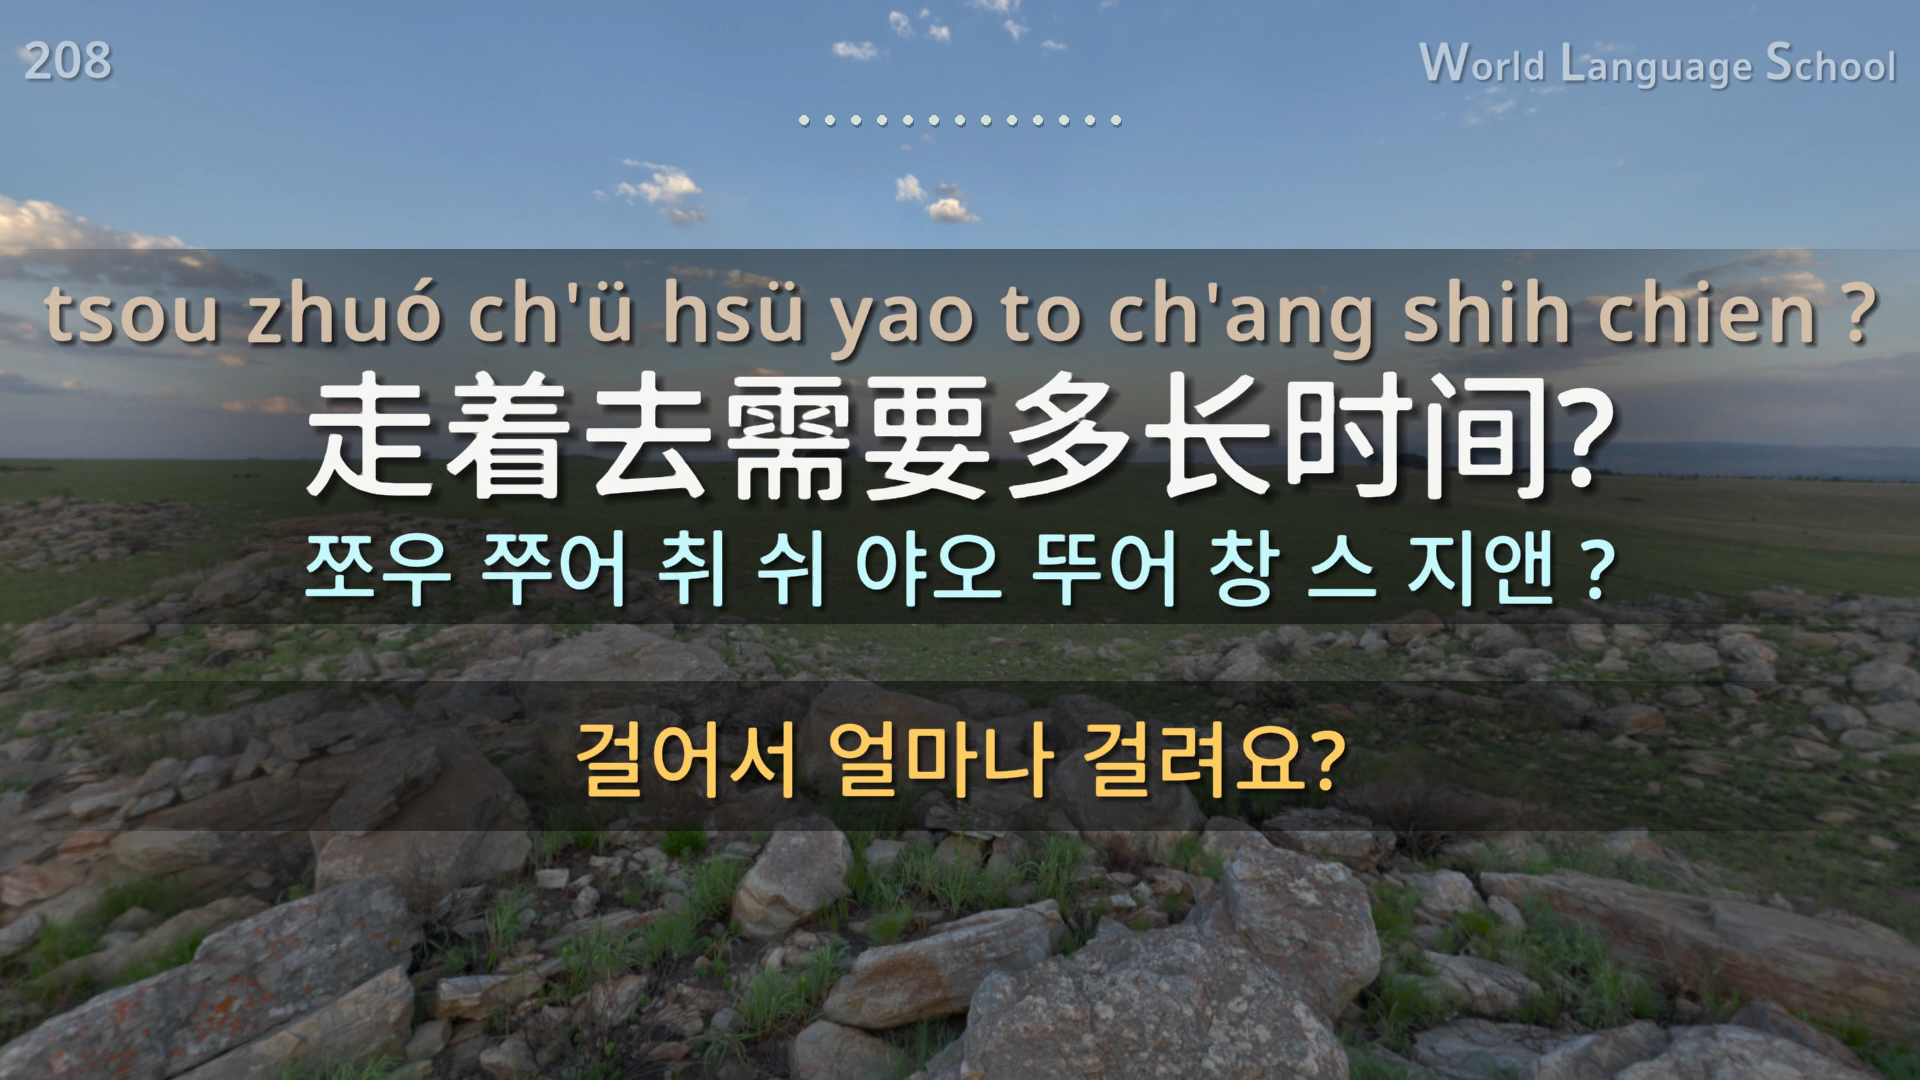 208
World Language School
.............
tsou zhuó ch'ü hsü yao to ch'ang shih chien ?
走着去需要多长时间?
쪼우 쭈어 취 쉬 야오 뚜어 창 스 지앤 ?
걸어서 얼마나 걸려요?